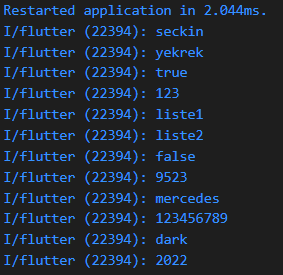 Restarted application in 2.044ms.
I/flutter (22394): seckin
I/flutter (22394): yekrek
I/flutter (22394): true
I/flutter (22394): 123
I/flutter (22394): liste1
I/flutter (22394): liste2
I/flutter (22394): false
I/flutter (22394): 9523
I/flutter (22394): mercedes
I/flutter (22394): 123456789
I/flutter (22394): dark
I/flutter (22394): 2022